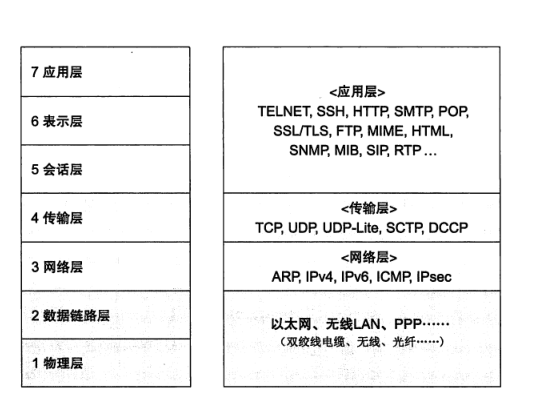 7 应用层
6 表示层
5 会话层
4 传输层
3 网络层
2 数据链路层
1 物理层
<应用层>
TELNET, SSH, HTTP, SMTP, POP,
SSL/TLS, FTP, MIME, HTML,
SNMP, MIB, SIP, RTP ...
<传输层>
TCP, UDP, UDP-Lite, SCTP, DCCP
<网络层>
ARP, IPv4, IPv6, ICMP, IPsec
以太网、无线LAN、PPP……
（双绞线电缆、无线、光纤……）